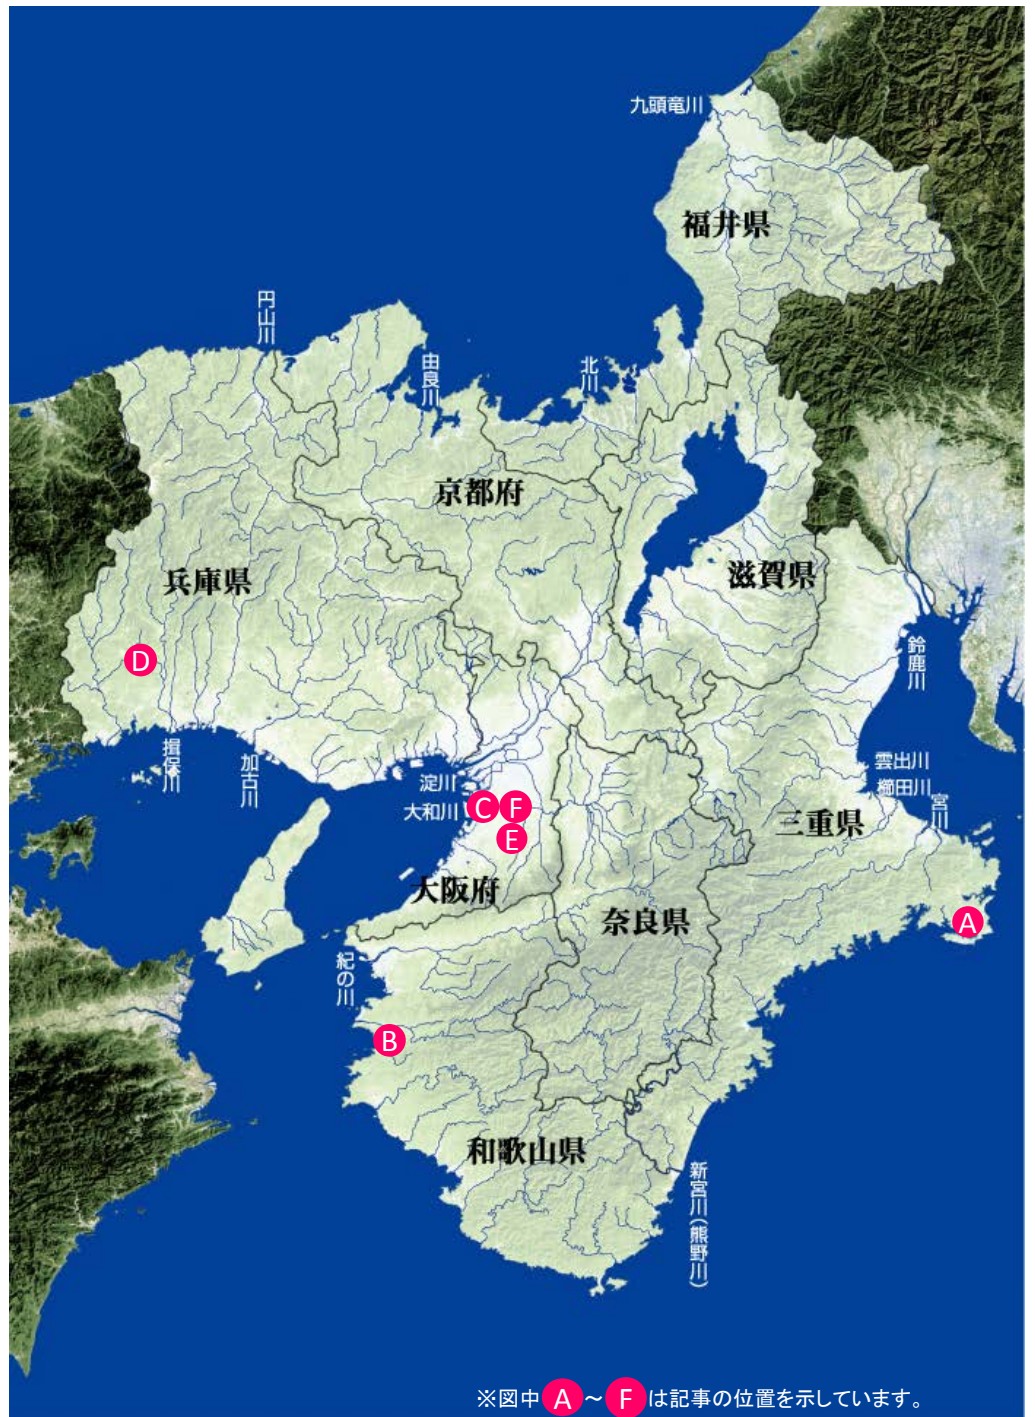 九頭竜川
福井県
円山川
由良川
北川
京都府
兵庫県
滋賀県
D
鈴鹿川
揖保川
加古川
淀川
大和川
C
F
E
雲出川
櫛田川
宮川
三重県
大阪府
奈良県
A
紀の川
B
和歌山県
新宮川(熊野川)
※図中 A ~ F は記事の位置を示しています。